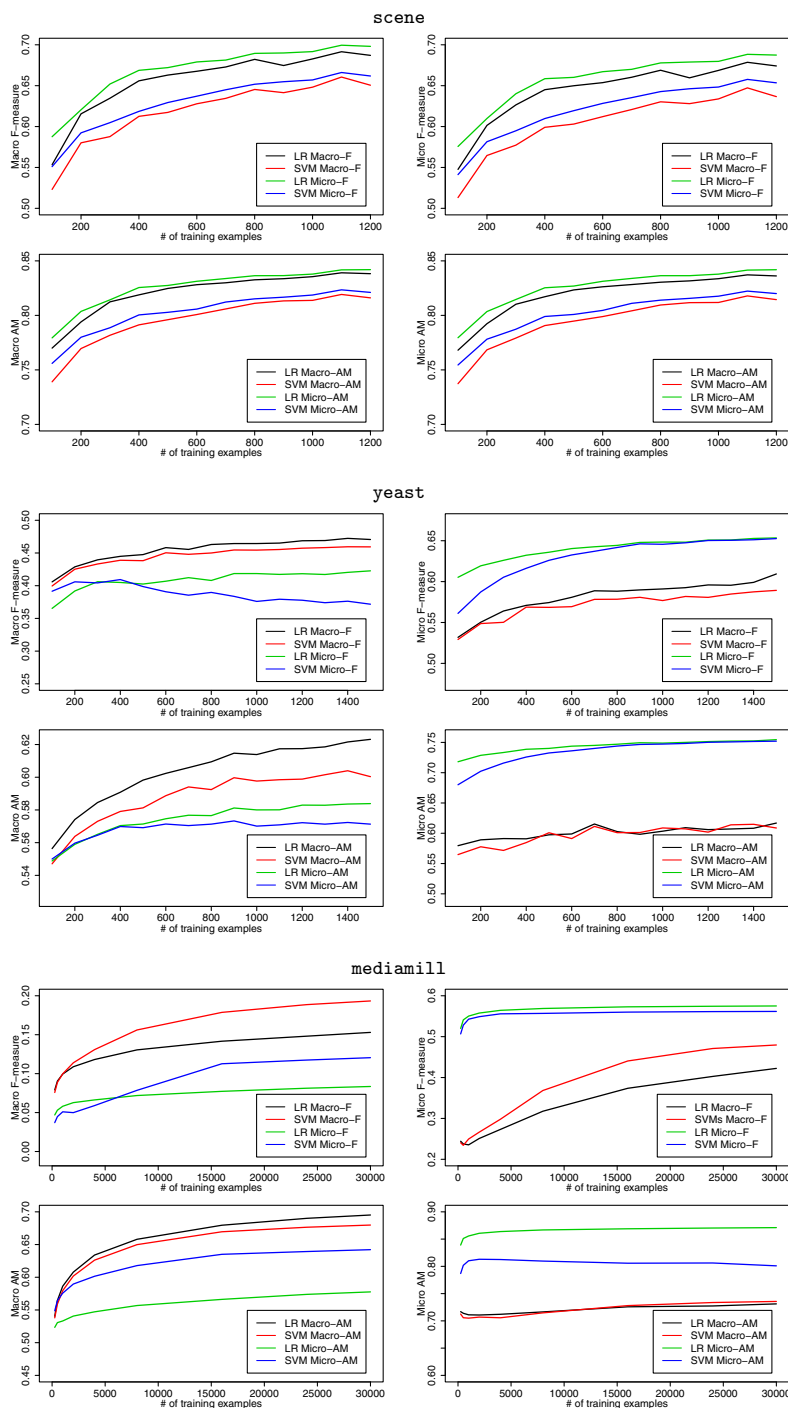 scene
Macro F−measure
0.50 0.55 0.60 0.65 0.70
200 400 600 800 1000 1200
# of training examples
LR Macro−F
SVM Macro−F
LR Micro−F
SVM Micro−F
Micro F−measure
0.50 0.55 0.60 0.65 0.70
200 400 600 800 1000 1200
# of training examples
LR Macro−F
SVM Macro−F
LR Micro−F
SVM Micro−F
Macro AM
0.70 0.75 0.80 0.85
200 400 600 800 1000 1200
# of training examples
LR Macro−AM
SVM Macro−AM
LR Micro−AM
SVM Micro−AM
Micro AM
0.70 0.75 0.80 0.85
200 400 600 800 1000 1200
# of training examples
LR Macro−AM
SVM Macro−AM
LR Micro−AM
SVM Micro−AM
yeast
Macro F−measure
0.25 0.30 0.35 0.40 0.45 0.50
200 400 600 800 1000 1200 1400
# of training examples
LR Macro−F
SVM Macro−F
LR Micro−F
SVM Micro−F
Micro F−measure
0.50 0.55 0.60 0.65
200 400 600 800 1000 1200 1400
# of training examples
LR Macro−F
SVM Macro−F
LR Micro−F
SVM Micro−F
Macro AM
0.54 0.56 0.58 0.60 0.62
200 400 600 800 1000 1200 1400
# of training examples
LR Macro−AM
SVM Macro−AM
LR Micro−AM
SVM Micro−AM
Micro AM
0.50 0.55 0.60 0.65 0.70 0.75
200 400 600 800 1000 1200 1400
# of training examples
LR Macro−AM
SVM Macro−AM
LR Micro−AM
SVM Micro−AM
mediamill
Macro F−measure
0.00 0.05 0.10 0.15 0.20
0 5000 10000 15000 20000 25000 30000
# of training examples
LR Macro−F
SVM Macro−F
LR Micro−F
SVM Micro−F
Micro F−measure
0.2 0.3 0.4 0.5 0.6
0 5000 10000 15000 20000 25000 30000
# of training examples
LR Macro−F
SVMs Macro−F
LR Micro−F
SVM Micro−F
Macro AM
0.45 0.50 0.55 0.60 0.65 0.70
0 5000 10000 15000 20000 25000 30000
# of training examples
LR Macro−AM
SVM Macro−AM
LR Micro−AM
SVM Micro−AM
Micro AM
0.60 0.70 0.80 0.90
0 5000 10000 15000 20000 25000 30000
# of training examples
LR Macro−AM
SVM Macro−AM
LR Micro−AM
SVM Micro−AM